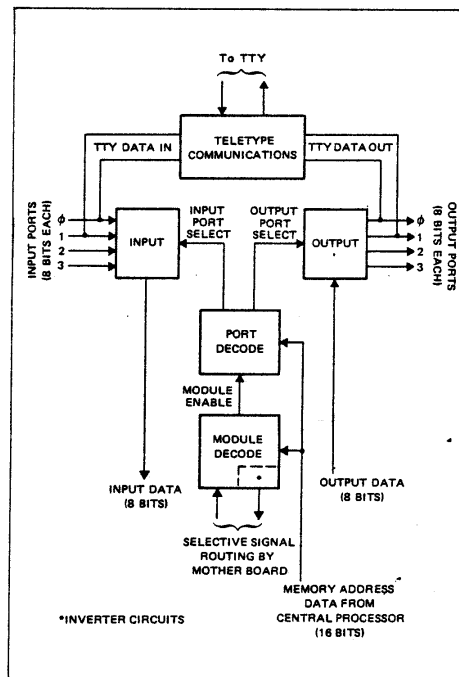 To TTY
TELETYPE
COMMUNICATIONS
TTY DATA IN
TTY DATA OUT
INPUT PORTS
(8 BITS EACH)
ϕ
1
2
3
INPUT
INPUT
PORT
SELECT
OUTPUT
PORT
SELECT
OUTPUT
ϕ
1
2
3
OUTPUT PORTS
(8 BITS EACH)
PORT
DECODE
MODULE
ENABLE
MODULE
DECODE
*
INPUT DATA
(8 BITS)
OUTPUT DATA
(8 BITS)
SELECTIVE SIGNAL
ROUTING BY
MOTHER BOARD
MEMORY ADDRESS
DATA FROM
CENTRAL PROCESSOR
(16 BITS)
*INVERTER CIRCUITS